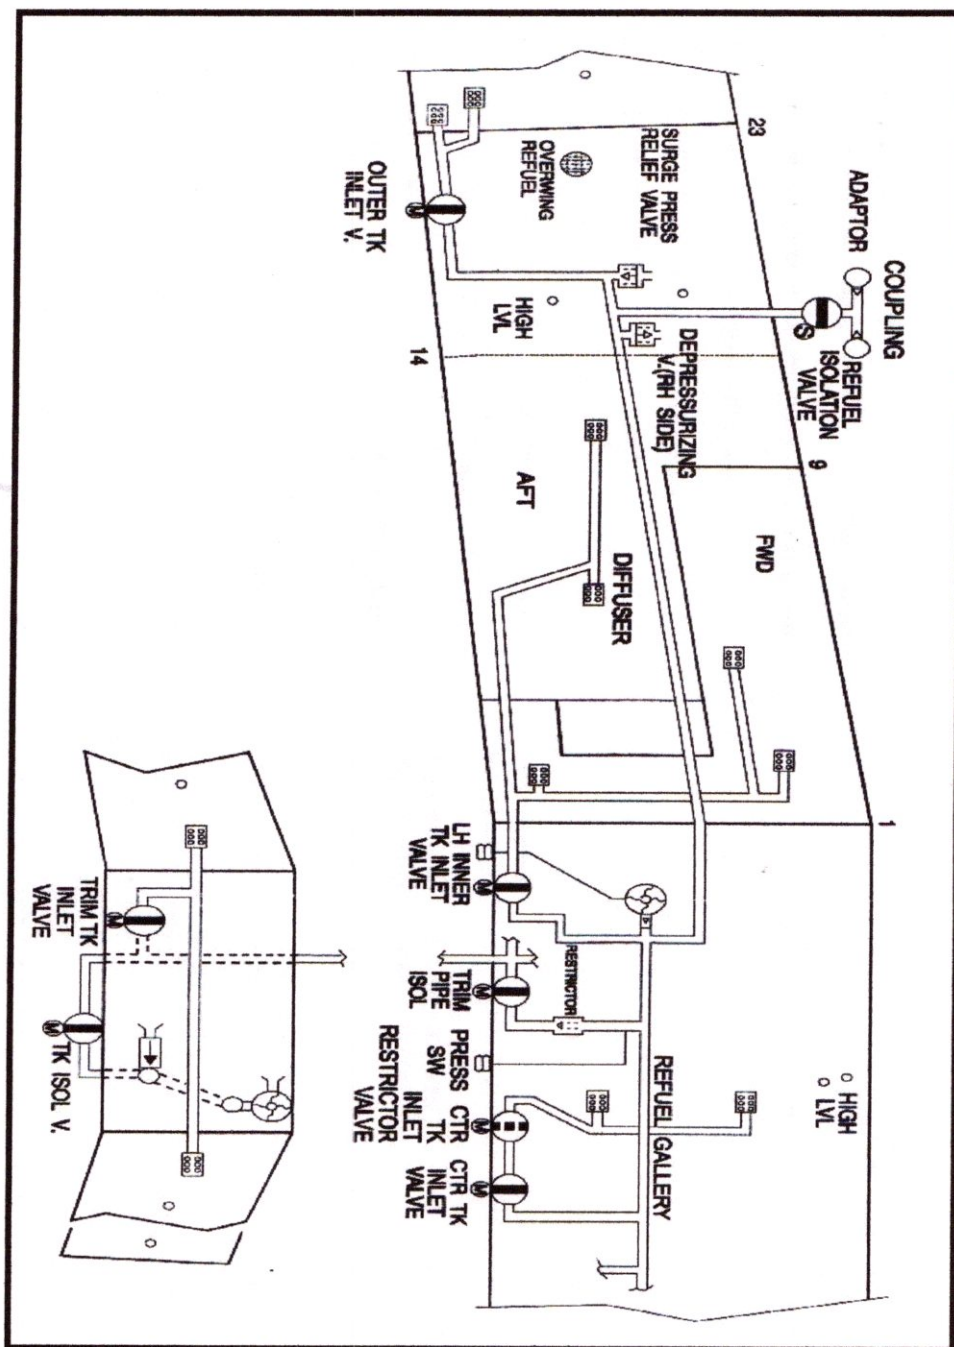 23
ADAPTOR
COUPLING
SURGE PRESS
RELIEF VALVE
OVERWING
REFUEL
OUTER TK
INLET V.
M
S
REFUEL
ISOLATION
VALVE
HIGH
LVL
14
DEPRESSURIZING
V.(RH SIDE)
9
AFT
FWD
DIFFUSER
1
LH INNER
TK INLET
VALVE
M
TRIM
PIPE
ISOL
M
RESTRICTOR
PRESS
SW
REFUEL GALLERY
HIGH
LVL
CTR
TK
INLET
RESTRICTOR
VALVE
M
CTR TK
INLET
VALVE
M
TRIM TK
INLET
VALVE
M
TK ISOL V.
M